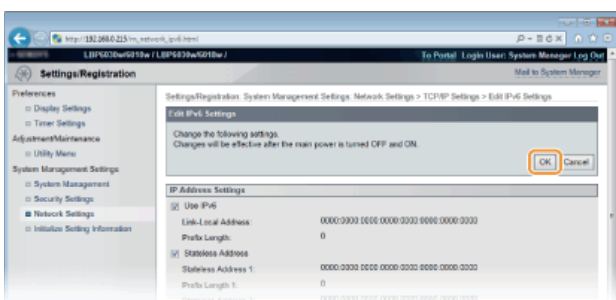 http://192.168.0.215/m_network_ipv6.html
LBP6030w/6018w / LBP6030w/6018w /
To Portal Login User: System Manager Log Out
Settings/Registration
Mail to System Manager
Preferences
Display Settings
Timer Settings
Adjustment/Maintenance
Utility Menu
System Management Settings
System Management
Security Settings
Network Settings
Initialize Setting Information
Settings/Registration: System Management Settings: Network Settings > TCP/IP Settings > Edit IPv6 Settings
Edit IPv6 Settings
Change the following settings.
Changes will be effective after the main power is turned OFF and ON.
OK Cancel
IP Address Settings
Use IPv6
Link-Local Address: 0000:0000:0000:0000:0000:0000:0000:0000
Prefix Length: 0
Stateless Address
Stateless Address 1: 0000:0000:0000:0000:0000:0000:0000:0000
Prefix Length 1: 0